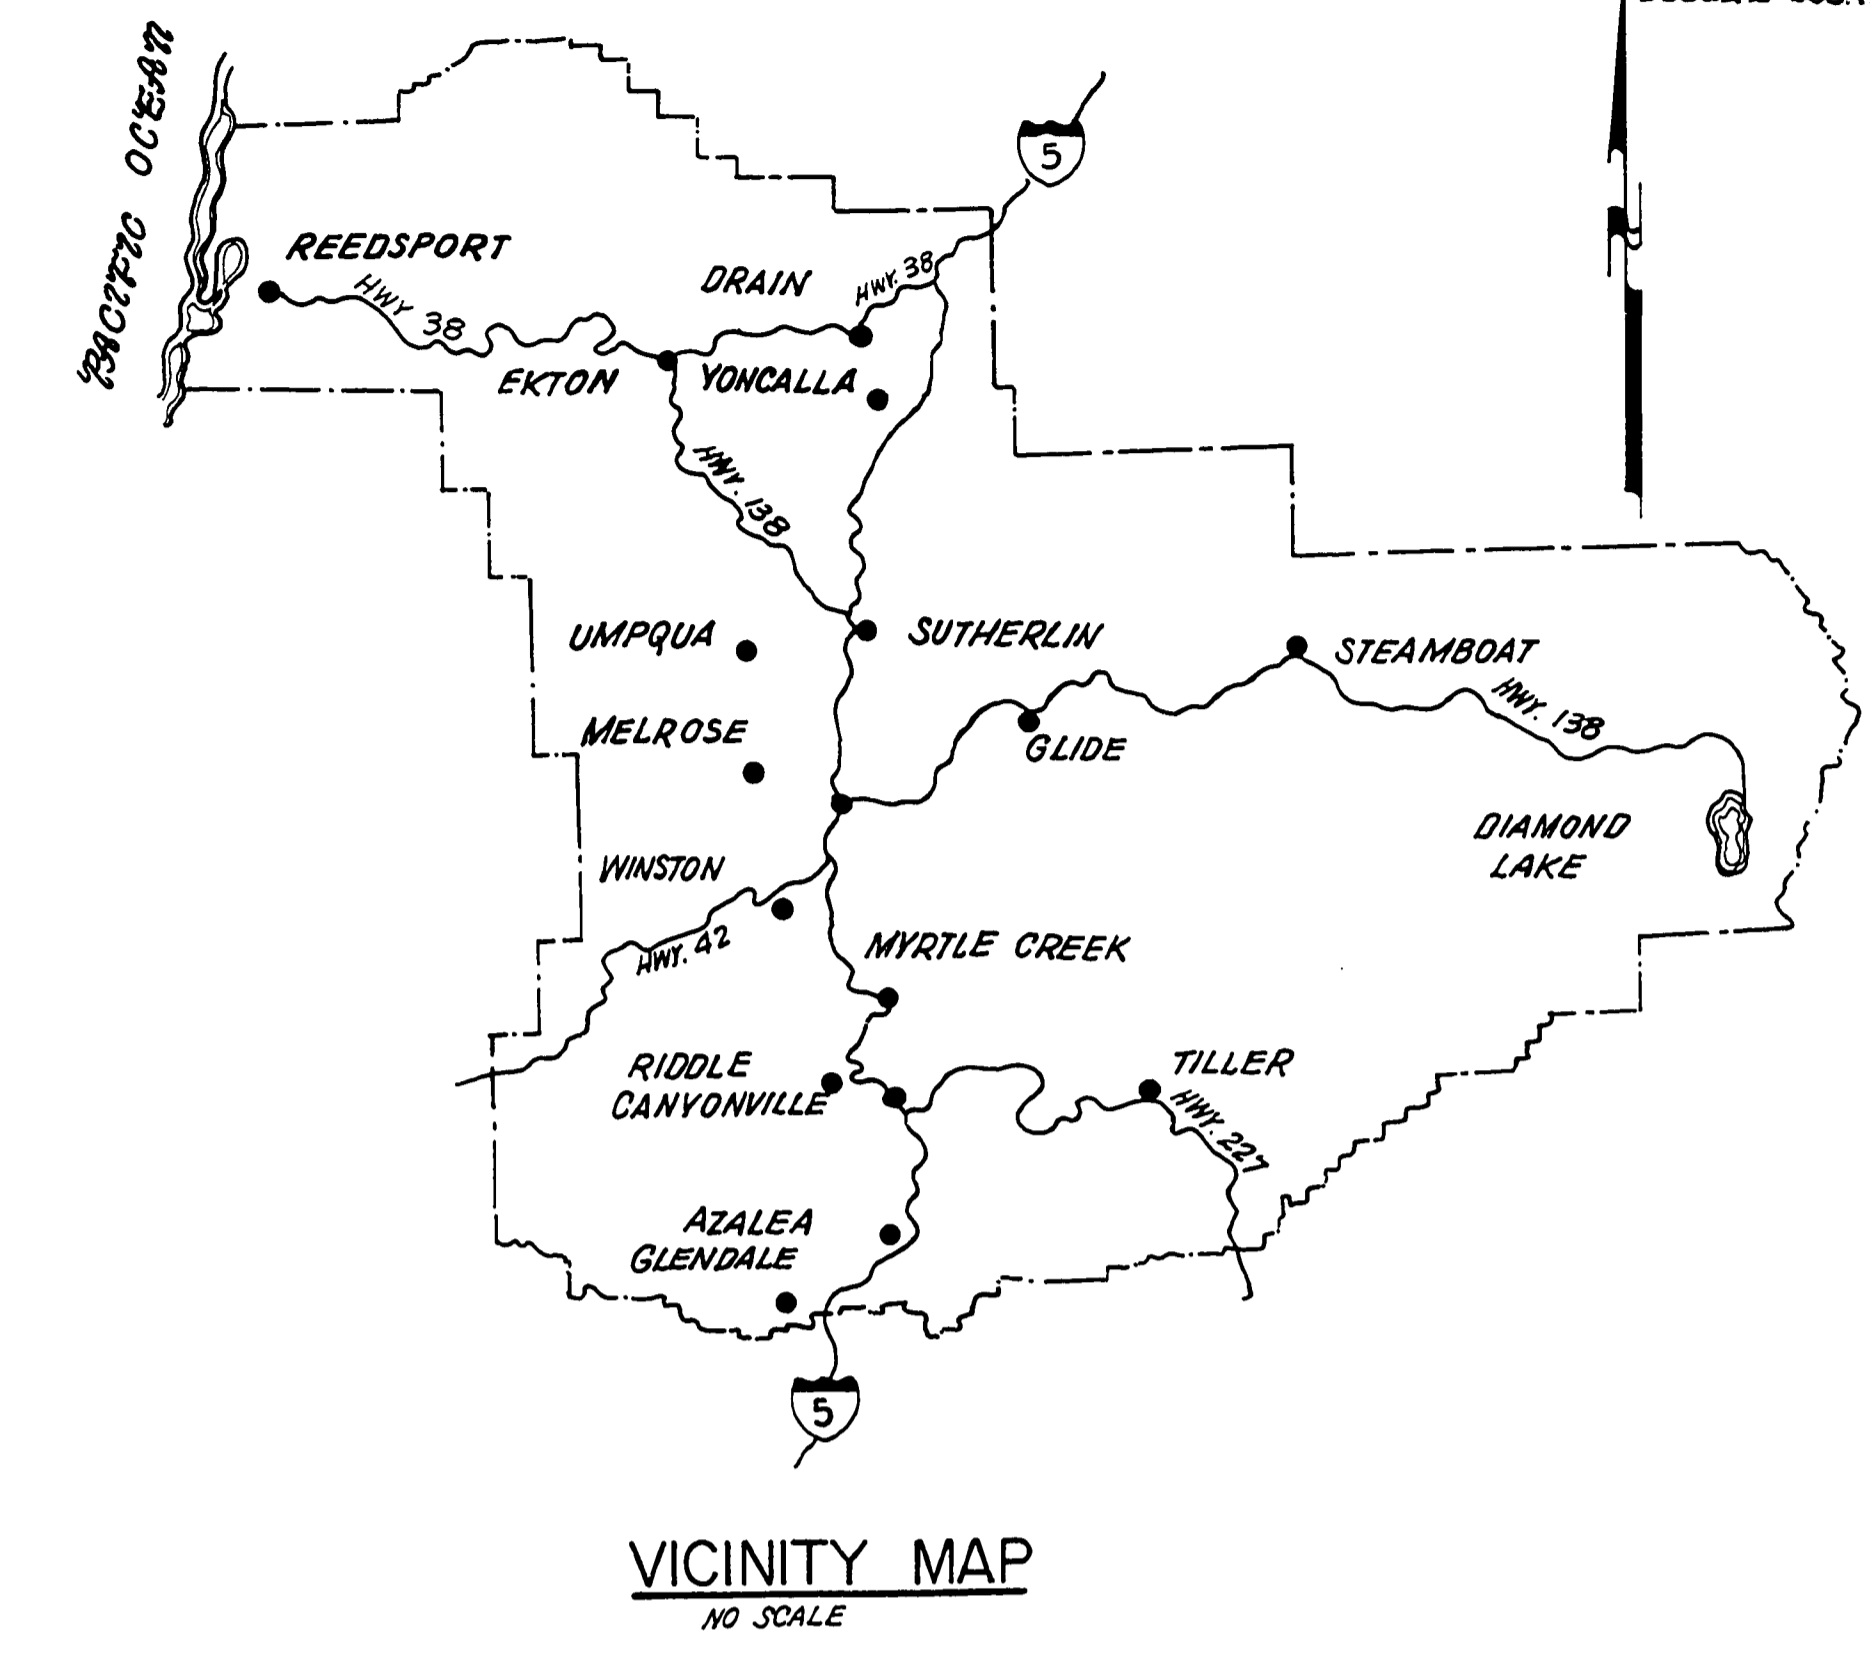 PACIFIC OCEAN
5
REEDSPORT
DRAIN
HWY. 38
HWY 38
EKTON
YONCALLA
HWY. 138
UMPQUA
SUTHERLIN
STEAMBOAT
HWY. 138
MELROSE
GLIDE
DIAMOND
LAKE
WINSTON
HWY. 42
MYRTLE CREEK
RIDDLE
CANYONVILLE
TILLER
HWY. 227
AZALEA
GLENDALE
5
VICINITY MAP
NO SCALE